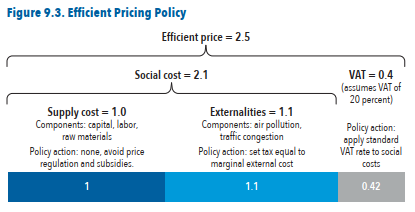 Figure 9.3. Efficient Pricing Policy
Efficient price = 2.5
Social cost = 2.1
VAT = 0.4
(assumes VAT of
20 percent)
Supply cost = 1.0
Components: capital, labor,
raw materials
Policy action: none, avoid price
regulation and subsidies.
Externalities = 1.1
Components: air pollution,
traffic congestion
Policy action: set tax equal to
marginal external cost
Policy action:
apply standard
VAT rate to social
costs
1
1.1
0.42